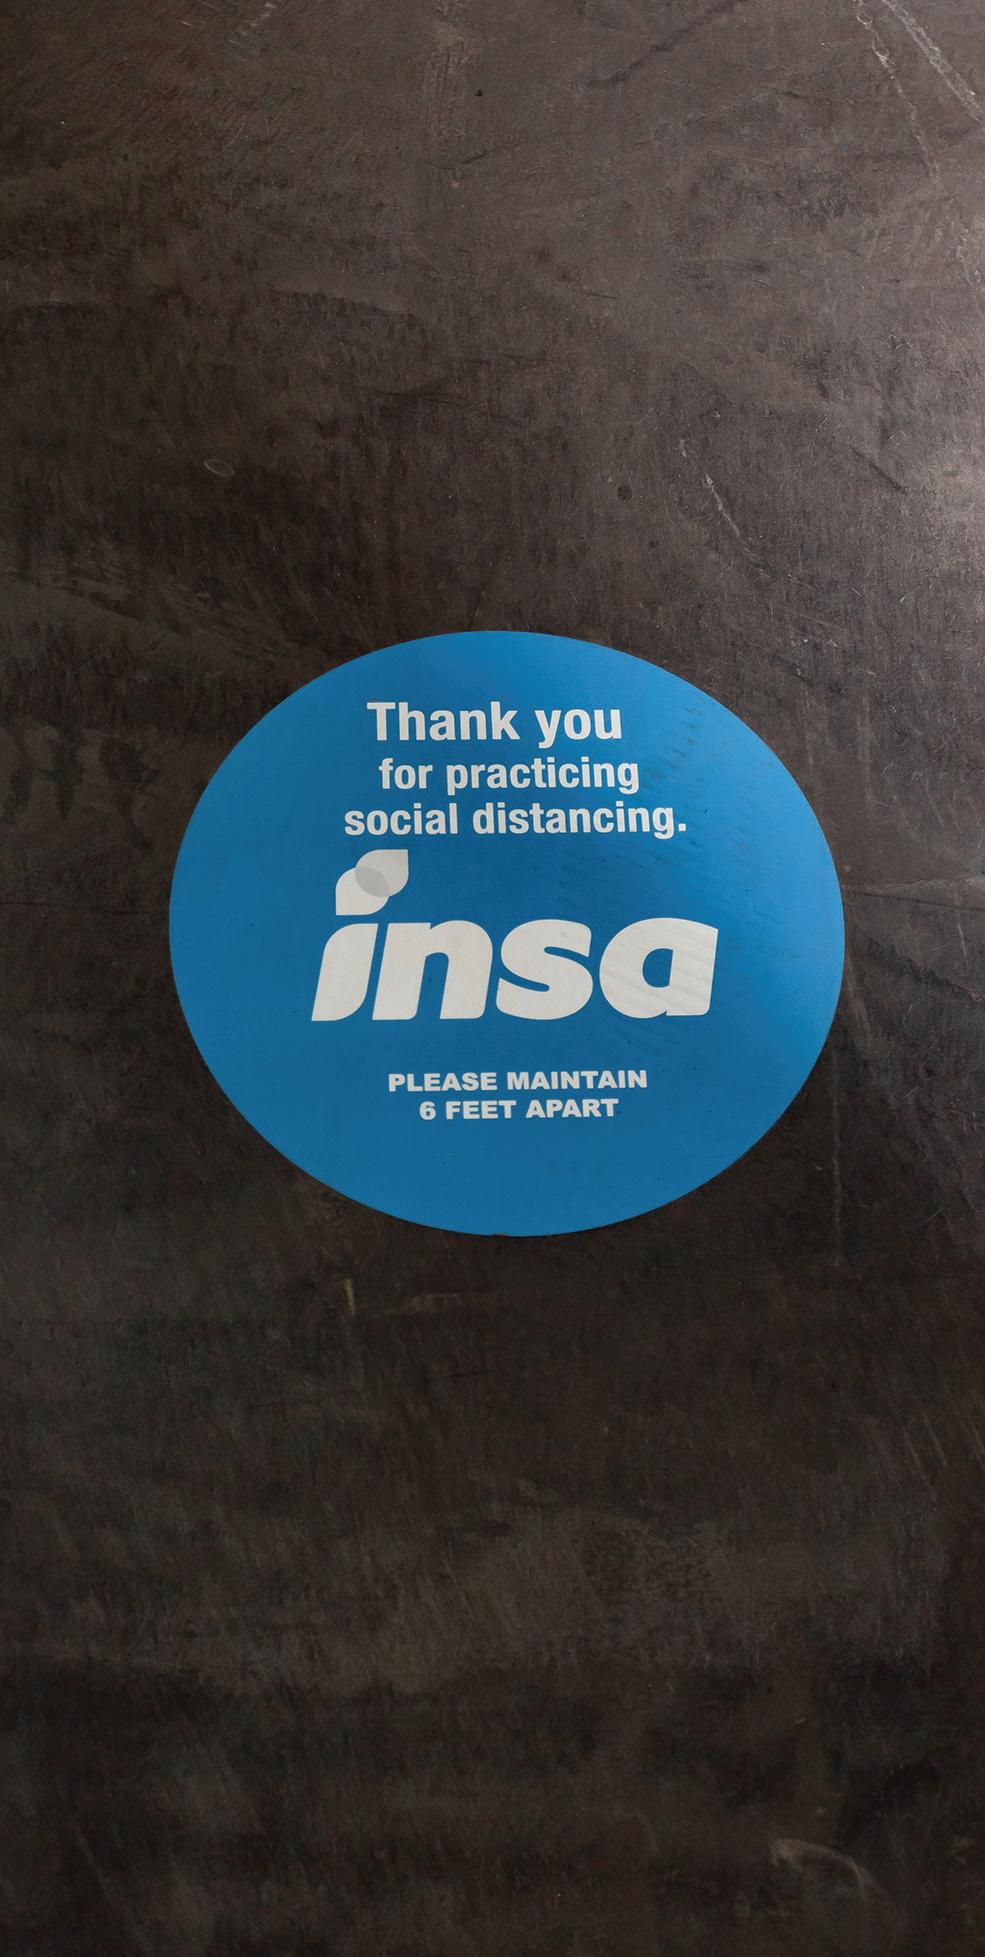 Thank you
for practicing
social distancing.
insa
PLEASE MAINTAIN
6 FEET APART